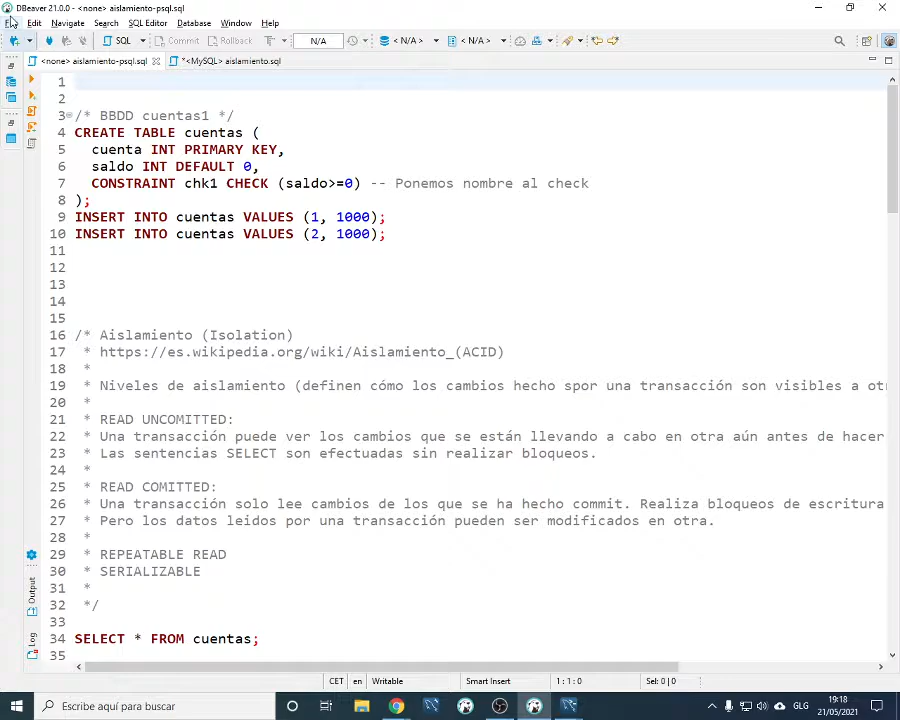 DBeaver 21.0.0 - <none> aislamiento-psql.sql
Edit Navigate Search SQL Editor Database Window Help
SQL Commit Rollback N/A < N/A > < N/A >
<none> aislamiento-psql.sql *<MySQL> aislamiento.sql
1
2
3 /* BBDD cuentas1 */
4 CREATE TABLE cuentas (
5 cuenta INT PRIMARY KEY,
6 saldo INT DEFAULT 0,
7 CONSTRAINT chk1 CHECK (saldo>=0) -- Ponemos nombre al check
8 );
9 INSERT INTO cuentas VALUES (1, 1000);
10 INSERT INTO cuentas VALUES (2, 1000);
11
12
13
14
15
16 /* Aislamiento (Isolation)
17 * https://es.wikipedia.org/wiki/Aislamiento_(ACID)
18 *
19 * Niveles de aislamiento (definen cómo los cambios hecho spor una transacción son visibles a otr
20 *
21 * READ UNCOMITTED:
22 * Una transacción puede ver los cambios que se están llevando a cabo en otra aún antes de hacer
23 * Las sentencias SELECT son efectuadas sin realizar bloqueos.
24 *
25 * READ COMITTED:
26 * Una transacción solo lee cambios de los que se ha hecho commit. Realiza bloqueos de escritura
27 * Pero los datos leidos por una transacción pueden ser modificados en otra.
28 *
29 * REPEATABLE READ
30 * SERIALIZABLE
31 *
32 */
33
34 SELECT * FROM cuentas;
35
Output
Log
CET en Writable Smart Insert 1 : 1 : 0 Sel: 0 | 0
Escribe aquí para buscar
GLG
19:18
21/05/2021